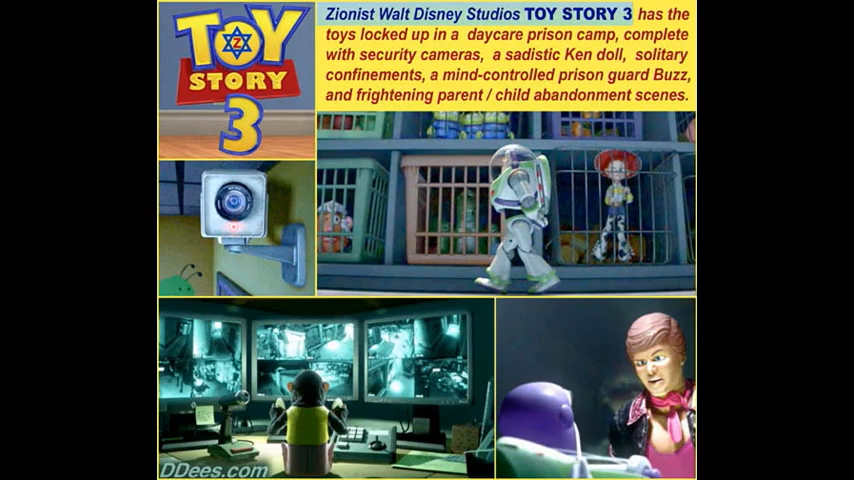 TOY
Z
STORY
3
Zionist Walt Disney Studios TOY STORY 3 has the
toys locked up in a daycare prison camp, complete
with security cameras, a sadistic Ken doll, solitary
confinements, a mind-controlled prison guard Buzz,
and frightening parent / child abandonment scenes.
DDees.com